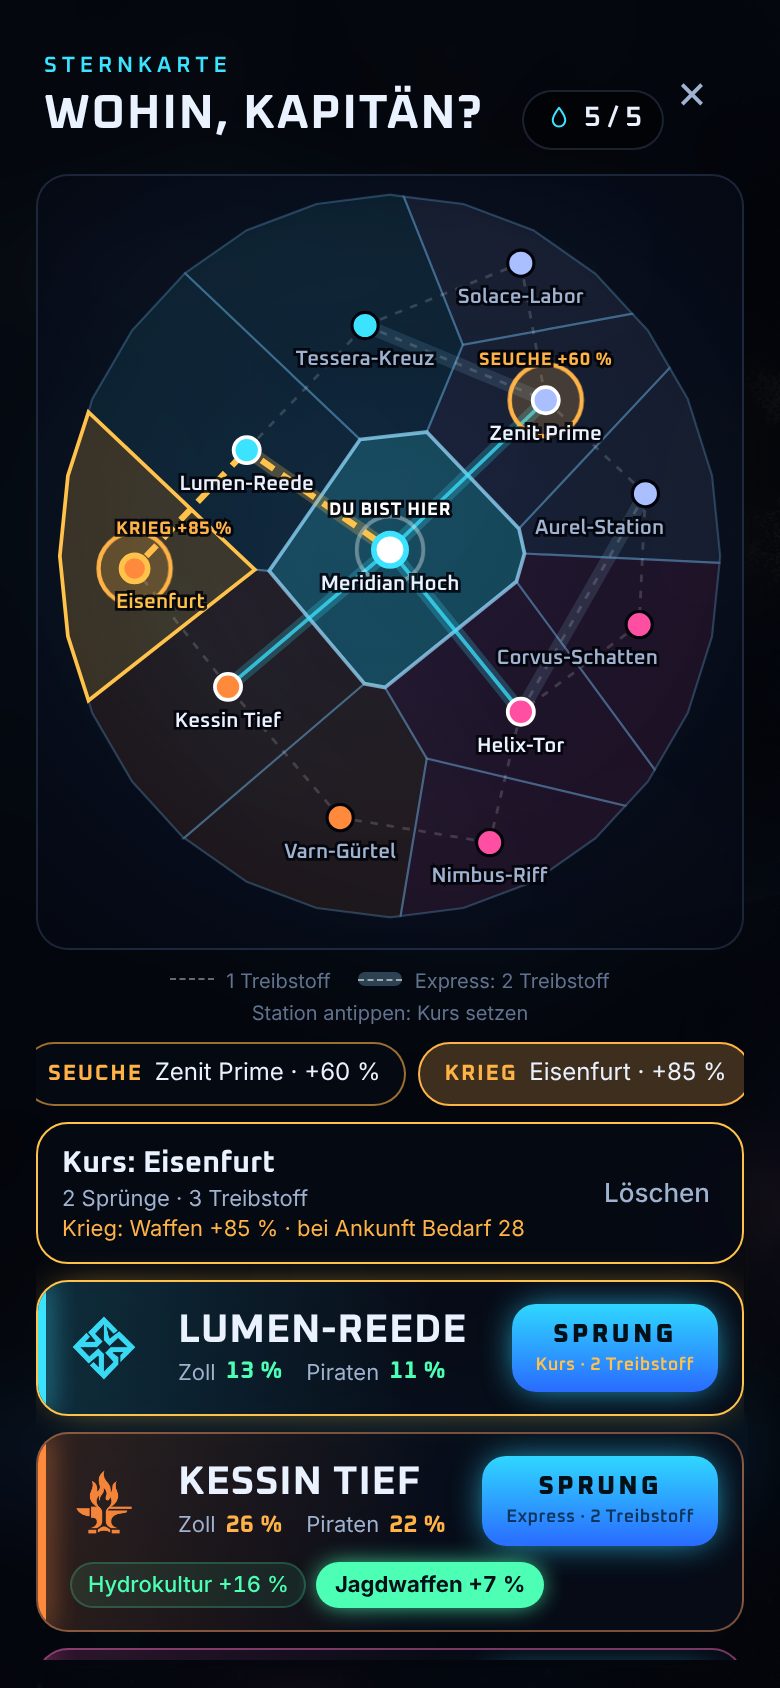 STERNKARTE
WOHIN, KAPITÄN?
5 / 5
Solace-Labor
Tessera-Kreuz
SEUCHE +60 %
Zenit Prime
Lumen-Reede
DU BIST HIER
KRIEG +85 %
Aurel-Station
Meridian Hoch
Eisenfurt
Corvus-Schatten
Kessin Tief
Helix-Tor
Varn-Gürtel
Nimbus-Riff
1 Treibstoff
Express: 2 Treibstoff
Station antippen: Kurs setzen
SEUCHE Zenit Prime · +60 %
KRIEG Eisenfurt · +85 %
Kurs: Eisenfurt
2 Sprünge · 3 Treibstoff
Löschen
Krieg: Waffen +85 % · bei Ankunft Bedarf 28
LUMEN-REEDE
Zoll 13 % Piraten 11 %
SPRUNG
Kurs · 2 Treibstoff
KESSIN TIEF
Zoll 26 % Piraten 22 %
SPRUNG
Express · 2 Treibstoff
Hydrokultur +16 %
Jagdwaffen +7 %